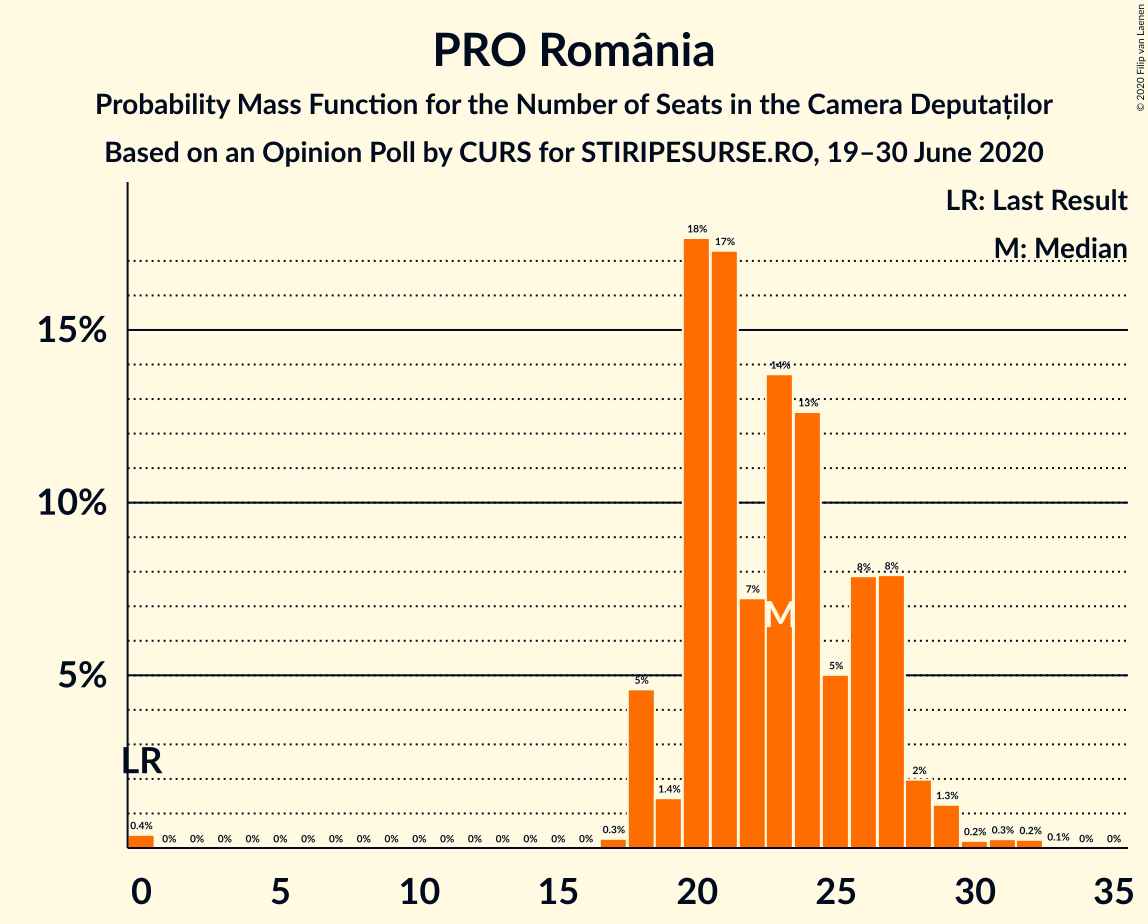 PRO România
Probability Mass Function for the Number of Seats in the Camera Deputaților
Based on an Opinion Poll by CURS for STIRIPESURSE.RO, 19–30 June 2020
© 2020 Filip van Laenen
LR: Last Result
M: Median
18%
17%
15%
14%
13%
10%
8% 8%
7%
M
5%
5%
5%
LR
2%
1.4%
1.3%
0.4% 0% 0% 0% 0% 0% 0% 0% 0% 0% 0% 0% 0% 0% 0% 0% 0% 0.3% 0.2% 0.3% 0.2% 0.1% 0% 0%
0 5 10 15 20 25 30 35